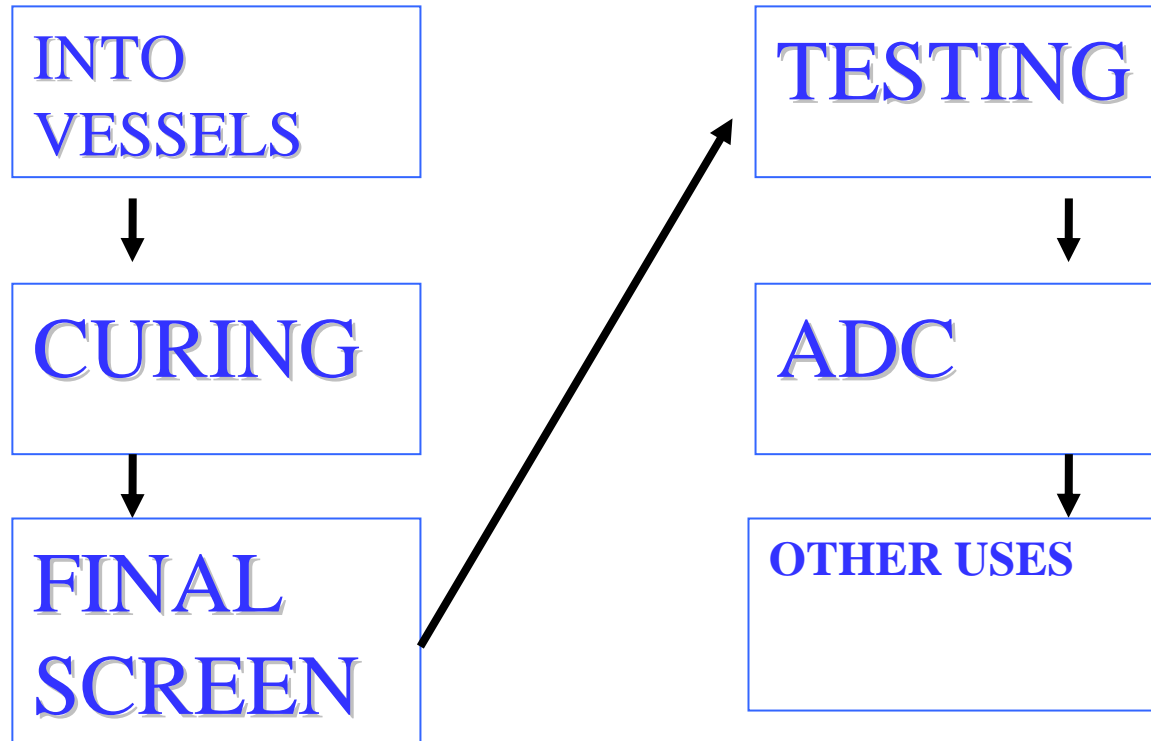 INTO
VESSELS
CURING
FINAL
SCREEN
TESTING
ADC
OTHER USES